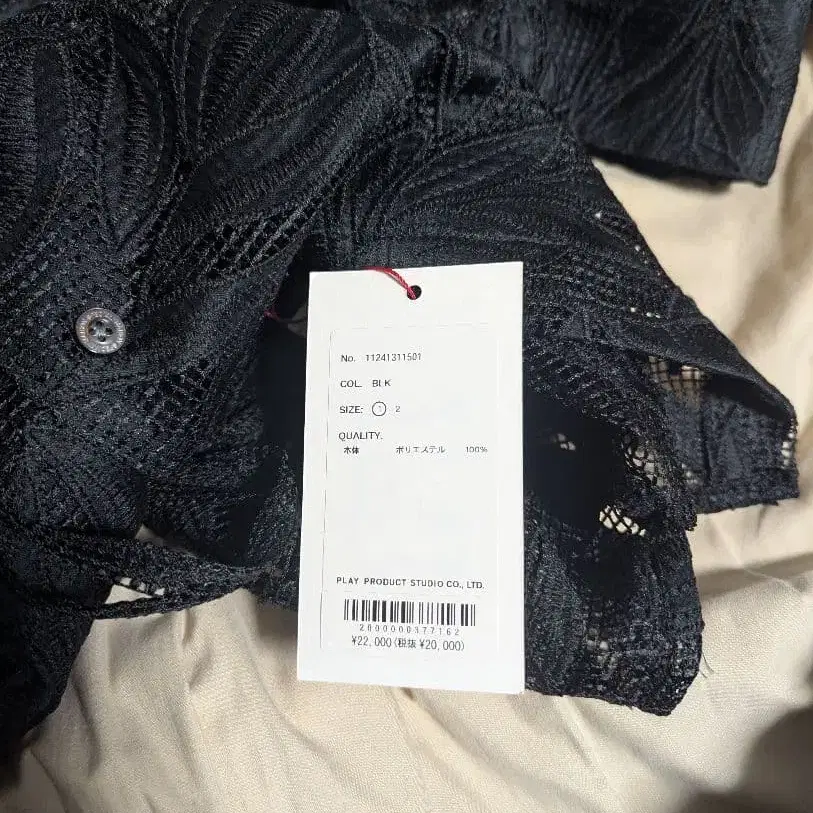 No. 11241311501
COL. BLK
SIZE: 1 2
QUALITY.
本体 ポリエステル 100%
PLAY PRODUCT STUDIO CO., LTD.
2000000377162
¥22,000(税抜 ¥20,000)